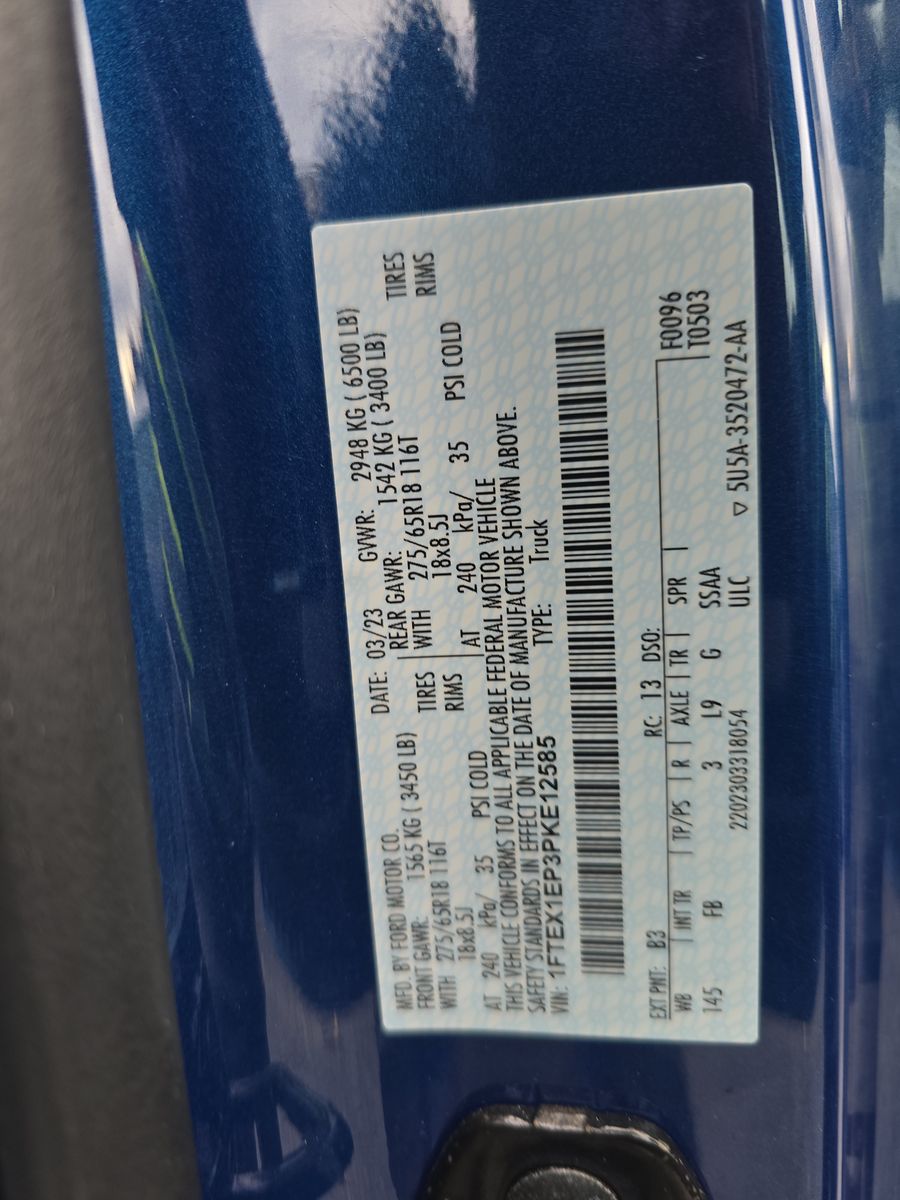 MFD. BY FORD MOTOR CO. DATE: 03/23 GVWR: 2948 KG ( 6500 LB)
FRONT GAWR: 1565 KG ( 3450 LB) REAR GAWR: 1542 KG ( 3400 LB)
WITH 275/65R18 116T TIRES WITH 275/65R18 116T TIRES
18x8.5J RIMS 18x8.5J RIMS
AT 240 kPa/ 35 PSI COLD AT 240 kPa/ 35 PSI COLD
THIS VEHICLE CONFORMS TO ALL APPLICABLE FEDERAL MOTOR VEHICLE
SAFETY STANDARDS IN EFFECT ON THE DATE OF MANUFACTURE SHOWN ABOVE.
VIN: 1FTEX1EP3PKE12585 TYPE: Truck
EXT PNT: B3 RC: 13 DSO: F0096
WB INT TR TP/PS R AXLE TR SPR T0503
145 FB 3 L9 G SSAA
2202303318054 ULC ▽ 5U5A-3520472-AA